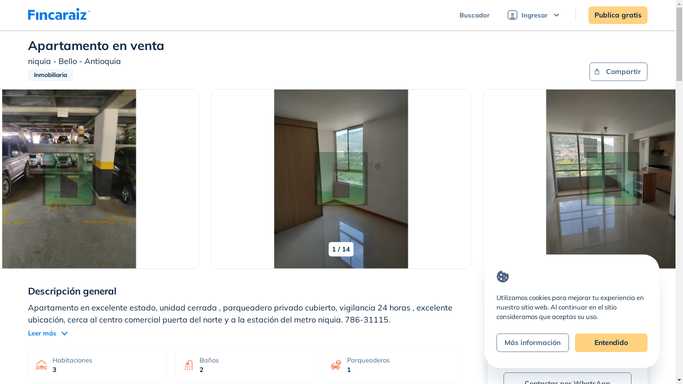 Fincaraiz
Buscador
Ingresar
Publica gratis
Apartamento en venta
niquia - Bello - Antioquia
Inmobiliaria
Compartir
1 / 14
Descripción general
Apartamento en excelente estado, unidad cerrada , parqueadero privado cubierto, vigilancia 24 horas , excelente
ubicación, cerca al centro comercial puerta del norte y a la estación del metro niquia. 786-31115.
Leer más
Habitaciones
3
Baños
2
Parqueaderos
1
Utilizamos cookies para mejorar tu experiencia en
nuestro sitio web. Al continuar en el sitio
consideramos que aceptas su uso.
Más información
Entendido
Contactar por WhatsApp